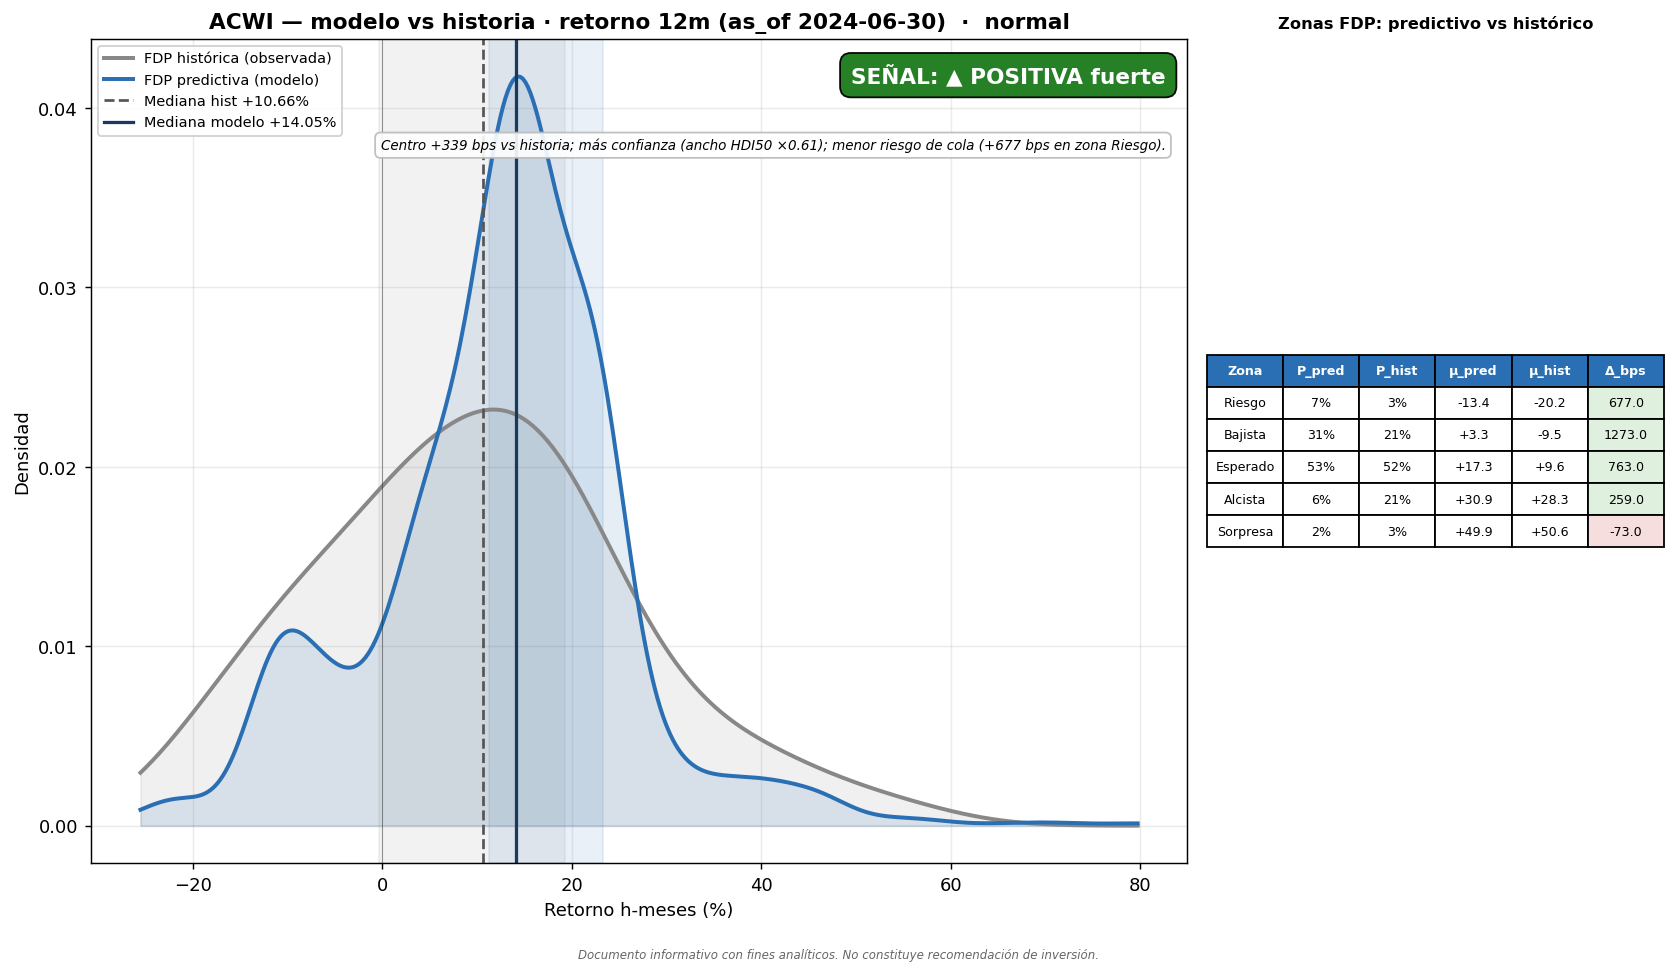 ACWI — modelo vs historia · retorno 12m (as_of 2024-06-30) · normal
Zonas FDP: predictivo vs histórico
FDP histórica (observada)
FDP predictiva (modelo)
Mediana hist +10.66%
Mediana modelo +14.05%
SEÑAL: ▲ POSITIVA fuerte
Centro +339 bps vs historia; más confianza (ancho HDI50 ×0.61); menor riesgo de cola (+677 bps en zona Riesgo).
Densidad
0.04
0.03
0.02
0.01
0.00
−20 0 20 40 60 80
Retorno h-meses (%)
Zona P_pred P_hist μ_pred μ_hist Δ_bps
Riesgo 7% 3% -13.4 -20.2 677.0
Bajista 31% 21% +3.3 -9.5 1273.0
Esperado 53% 52% +17.3 +9.6 763.0
Alcista 6% 21% +30.9 +28.3 259.0
Sorpresa 2% 3% +49.9 +50.6 -73.0
Documento informativo con fines analíticos. No constituye recomendación de inversión.